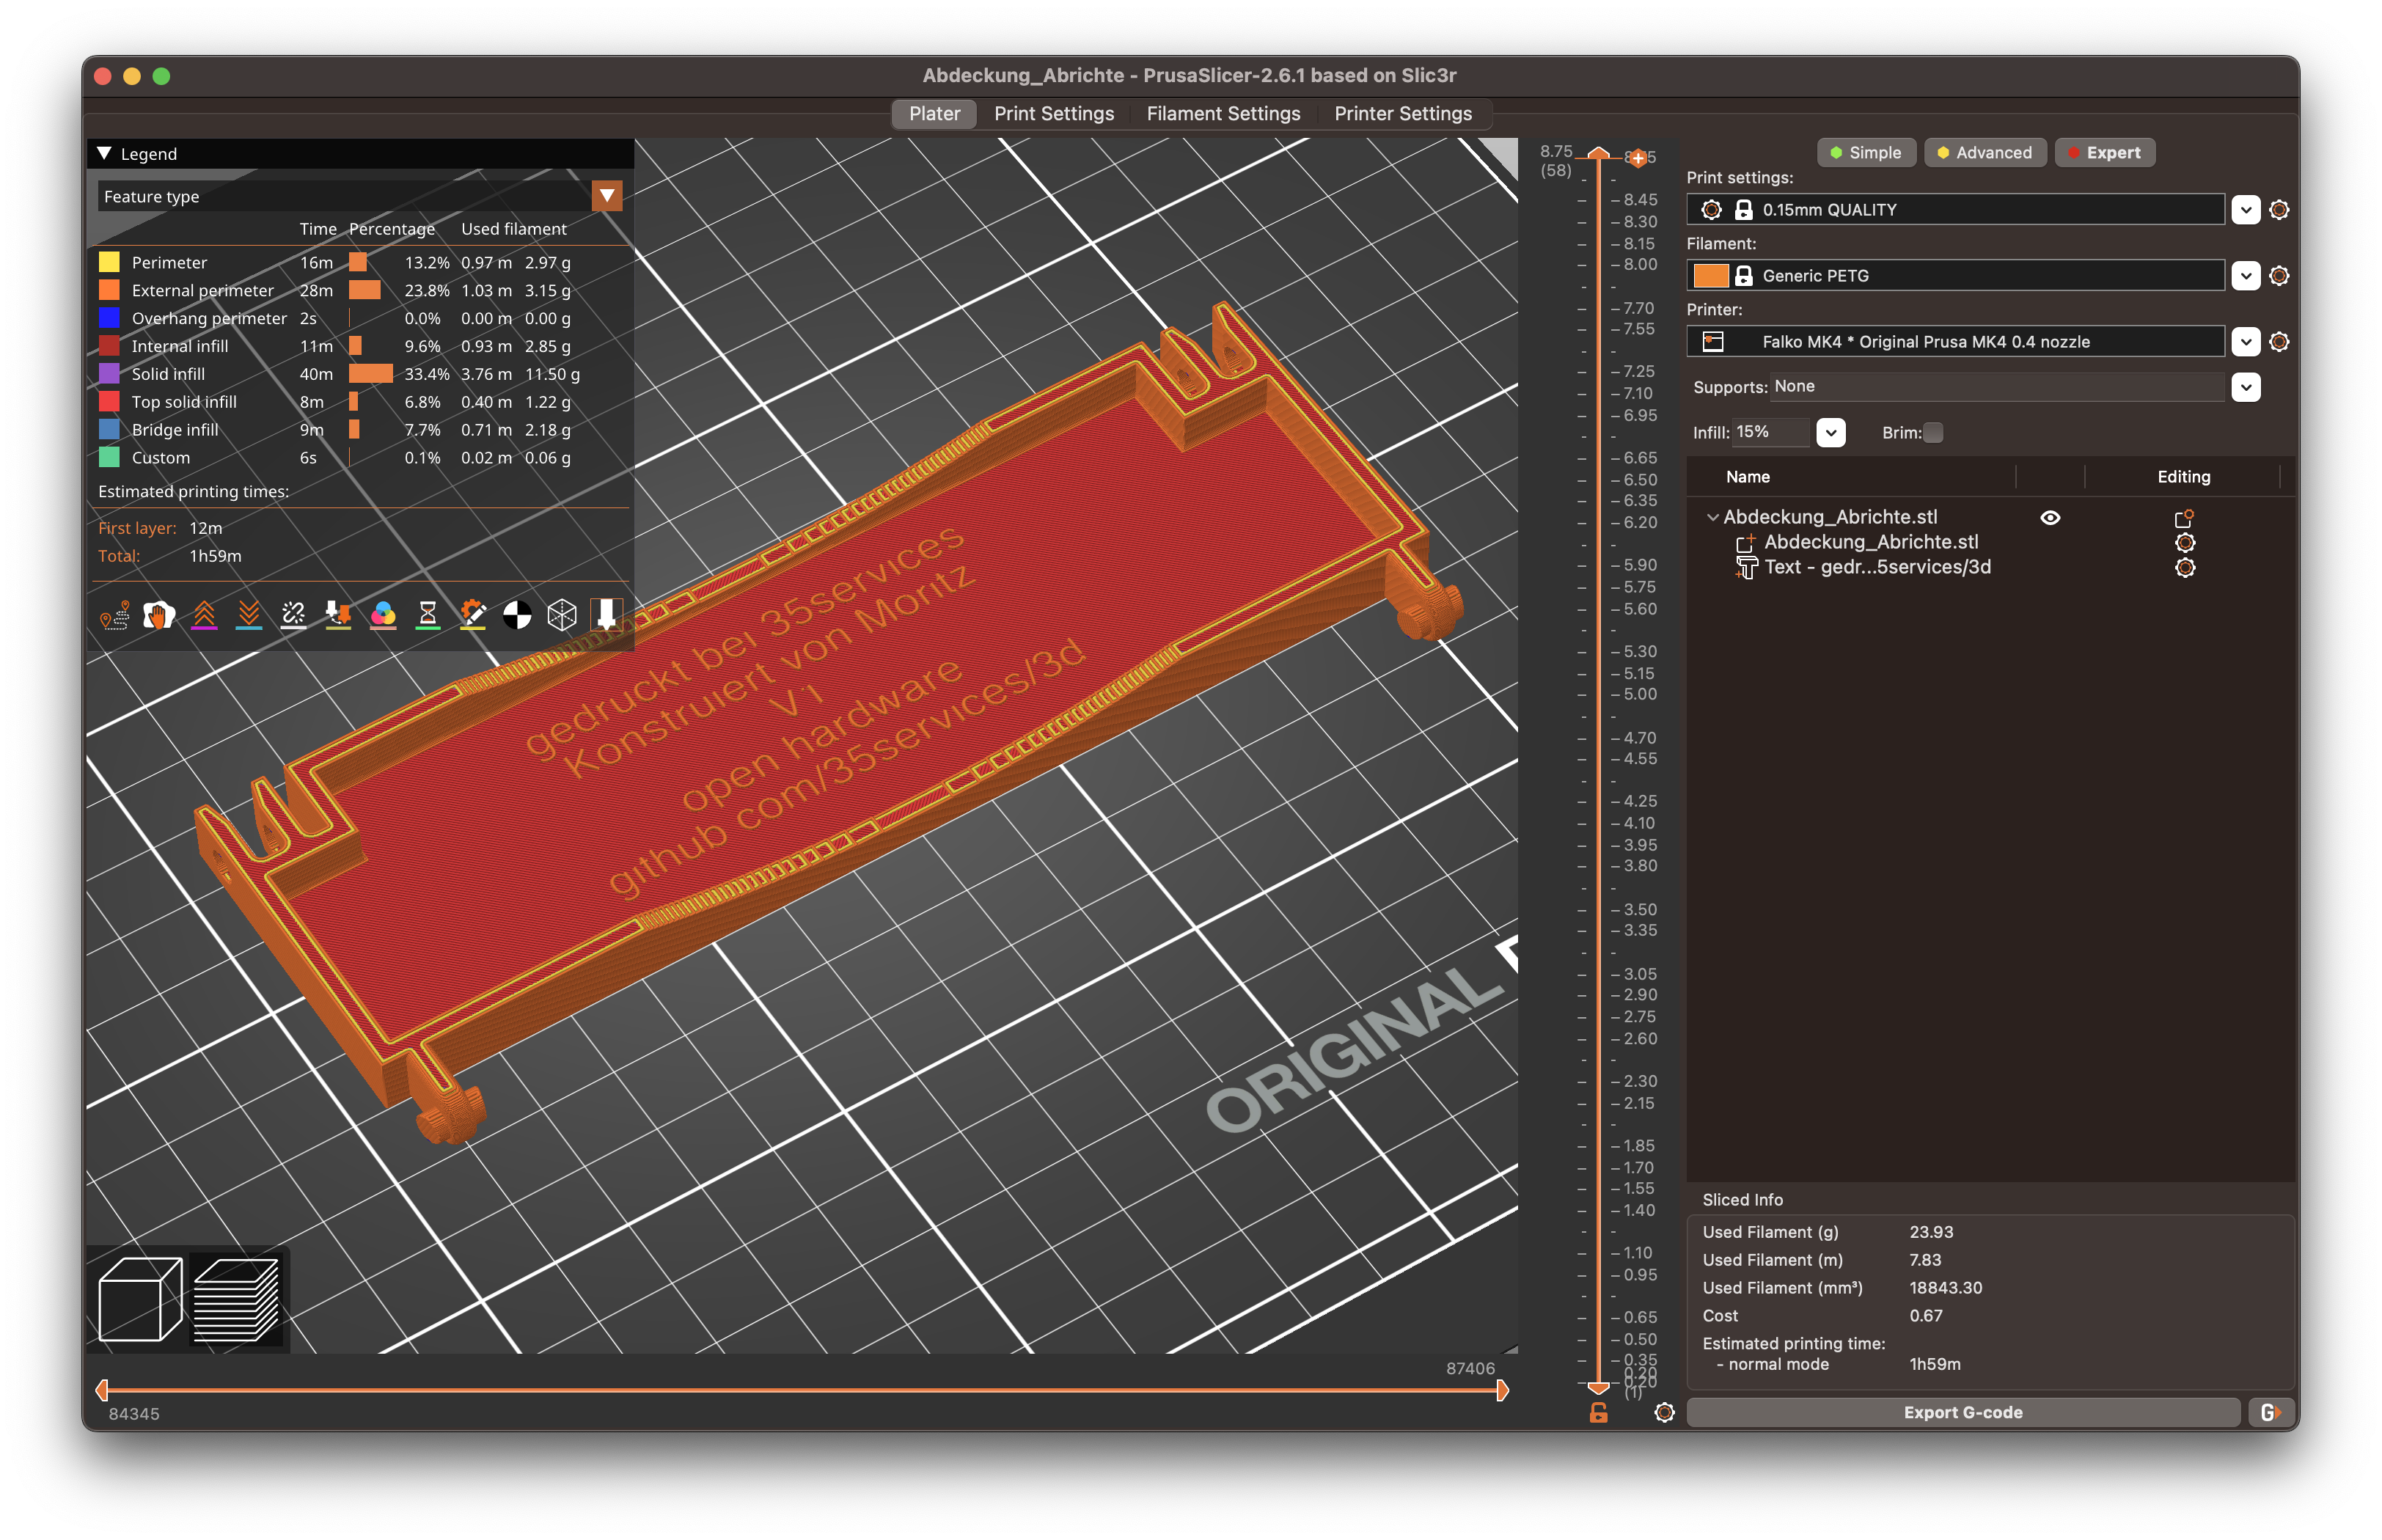 Abdeckung_Abrichte - PrusaSlicer-2.6.1 based on Slic3r
Plater Print Settings Filament Settings Printer Settings
Legend
Feature type
Time Percentage Used filament
Perimeter 16m 13.2% 0.97 m 2.97 g
External perimeter 28m 23.8% 1.03 m 3.15 g
Overhang perimeter 2s 0.0% 0.00 m 0.00 g
Internal infill 11m 9.6% 0.93 m 2.85 g
Solid infill 40m 33.4% 3.76 m 11.50 g
Top solid infill 8m 6.8% 0.40 m 1.22 g
Bridge infill 9m 7.7% 0.71 m 2.18 g
Custom 6s 0.1% 0.02 m 0.06 g
Estimated printing times:
First layer: 12m
Total: 1h59m
gedruckt bei 35services
Konstruiert von Moritz
V1
open hardware
github com/35services/3d
ORIGINAL
84345
87406
8.75
(58)
8.45
8.30
8.15
8.00
7.70
7.55
7.25
7.10
6.95
6.65
6.50
6.35
6.20
5.90
5.75
5.60
5.30
5.15
5.00
4.70
4.55
4.25
4.10
3.95
3.80
3.50
3.35
3.05
2.90
2.75
2.60
2.30
2.15
1.85
1.70
1.55
1.40
1.10
0.95
0.65
0.50
0.35
0.20
0.20
(1)
Simple Advanced Expert
Print settings:
0.15mm QUALITY
Filament:
Generic PETG
Printer:
Falko MK4 * Original Prusa MK4 0.4 nozzle
Supports: None
Infill: 15% Brim:
Name Editing
Abdeckung_Abrichte.stl
Abdeckung_Abrichte.stl
Text - gedr...5services/3d
Sliced Info
Used Filament (g) 23.93
Used Filament (m) 7.83
Used Filament (mm³) 18843.30
Cost 0.67
Estimated printing time:
- normal mode 1h59m
Export G-code
G